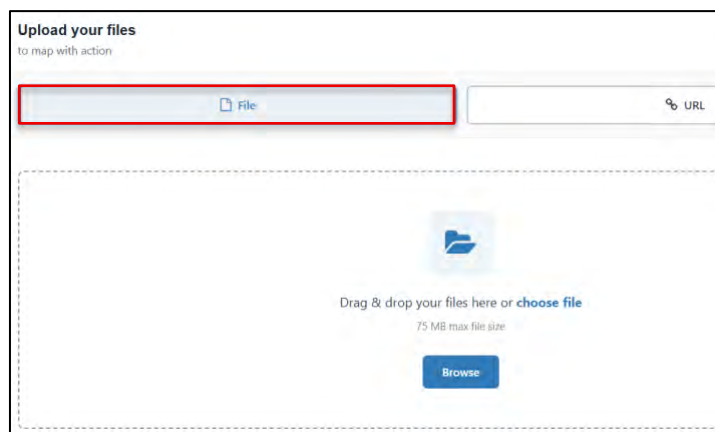 Upload your files
to map with action
File
URL
Drag & drop your files here or choose file
75 MB max file size
Browse